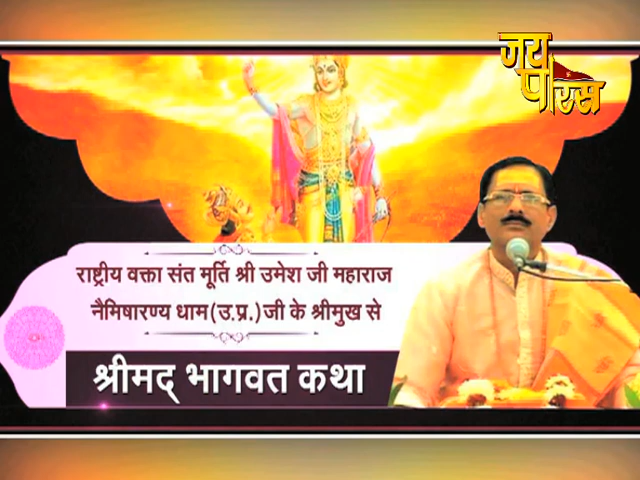 जय
पारस
राष्ट्रीय वक्ता संत मूर्ति श्री उमेश जी महाराज
नैमिषारण्य धाम(उ.प्र.)जी के श्रीमुख से
श्रीमद् भागवत कथा